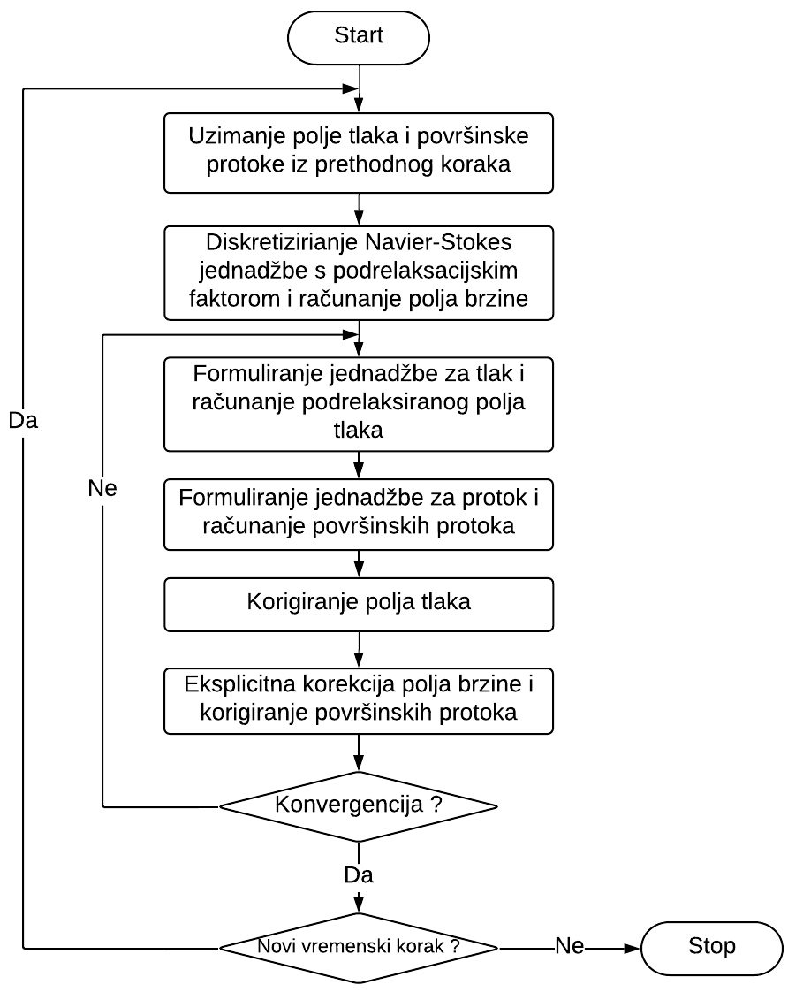 Start
Uzimanje polje tlaka i površinske
protoke iz prethodnog koraka
Diskretizirianje Navier-Stokes
jednadžbe s podrelaksacijskim
faktorom i računanje polja brzine
Formuliranje jednadžbe za tlak i
računanje podrelaksiranog polja
tlaka
Da
Ne
Formuliranje jednadžbe za protok i
računanje površinskih protoka
Korigiranje polja tlaka
Eksplicitna korekcija polja brzine i
korigiranje površinskih protoka
Konvergencija ?
Da
Novi vremenski korak ?
Ne
Stop